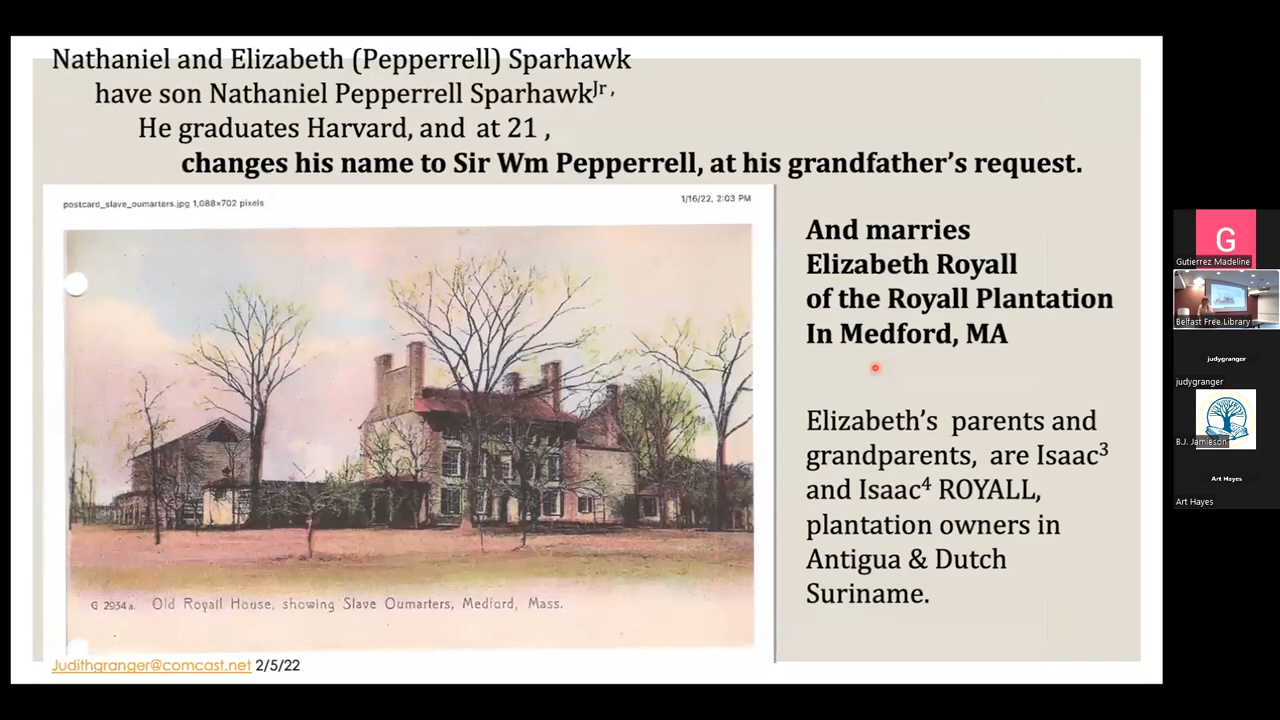 Nathaniel and Elizabeth (Pepperrell) Sparhawk
have son Nathaniel Pepperrell Sparhawk Jr ,
He graduates Harvard, and at 21 ,
changes his name to Sir Wm Pepperrell, at his grandfather’s request.
postcard_slave_oumarters.jpg 1,088×702 pixels
1/16/22, 2:03 PM
G 2934 a. Old Royall House, showing Slave Oumarters, Medford, Mass.
And marries
Elizabeth Royall
of the Royall Plantation
In Medford, MA
Elizabeth’s parents and
grandparents, are Isaac³
and Isaac⁴ ROYALL,
plantation owners in
Antigua & Dutch
Suriname.
Judithgranger@comcast.net 2/5/22
G
Gutierrez Madeline
Belfast Free Library
judygranger
judygranger
B.J. Jamieson
Art Hayes
Art Hayes